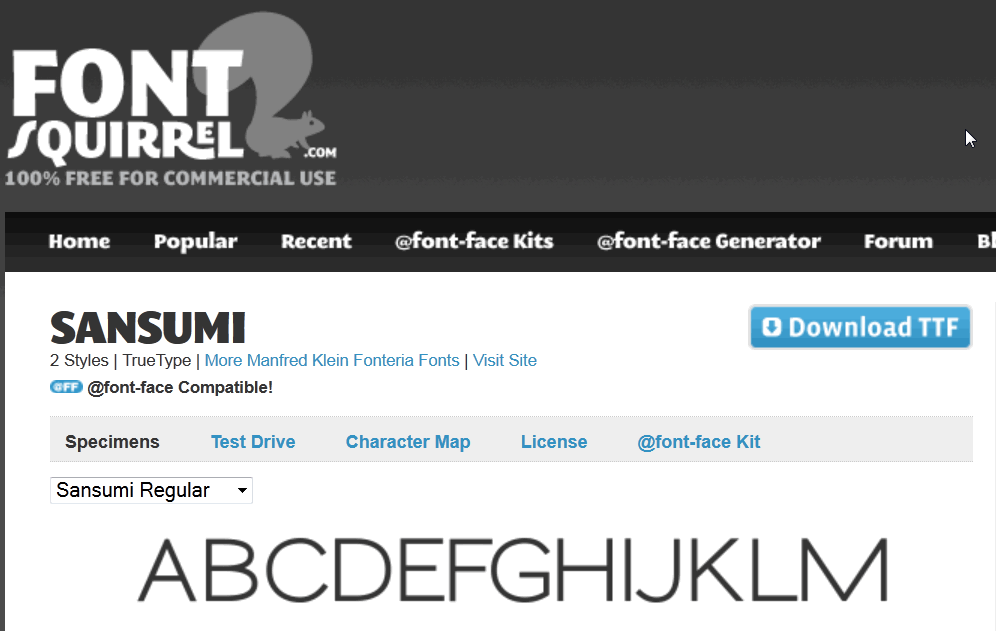 FONT
SQUIRREL
.COM
100% FREE FOR COMMERCIAL USE
Home Popular Recent @font-face Kits @font-face Generator Forum
SANSUMI
Download TTF
2 Styles | TrueType | More Manfred Klein Fonteria Fonts | Visit Site
@FF @font-face Compatible!
Specimens Test Drive Character Map License @font-face Kit
Sansumi Regular
ABCDEFGHIJKLM